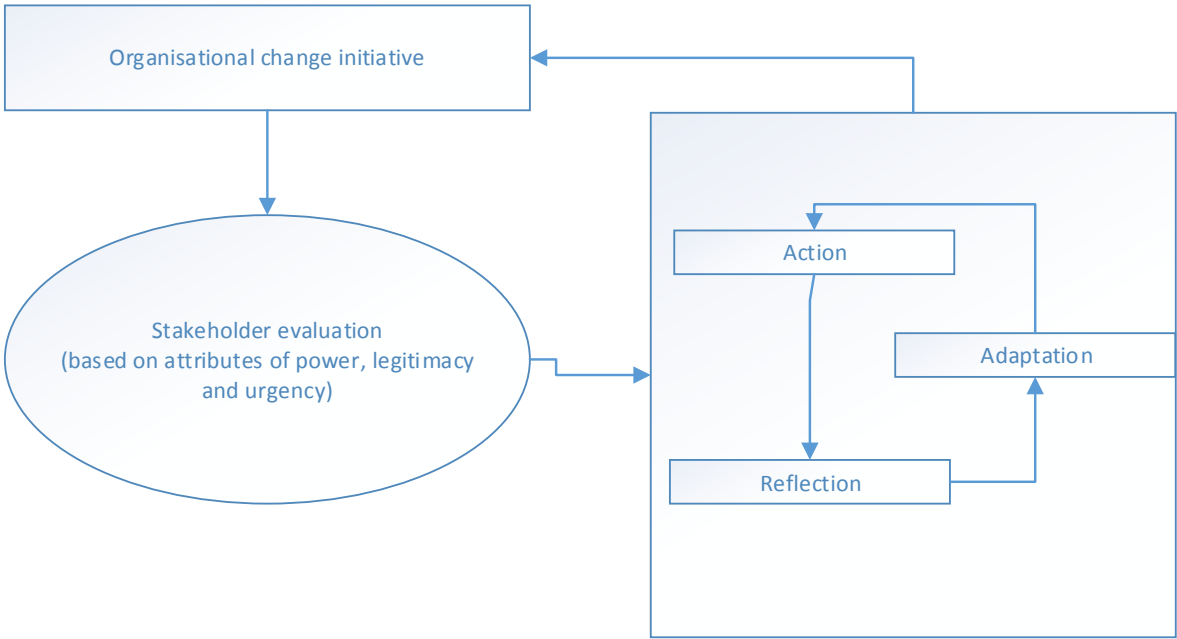 Organisational change initiative
Stakeholder evaluation
(based on attributes of power, legitimacy
and urgency)
Action
Adaptation
Reflection